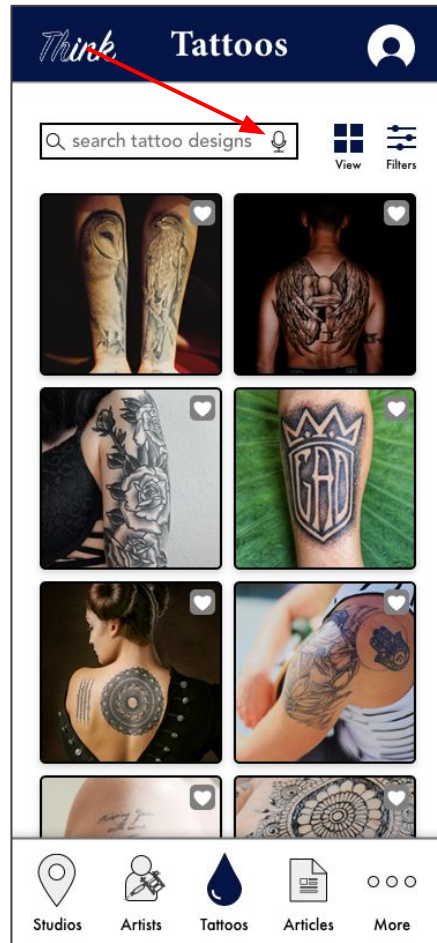 Think Tattoos
search tattoo designs
View Filters
GAD
Studios Artists Tattoos Articles More